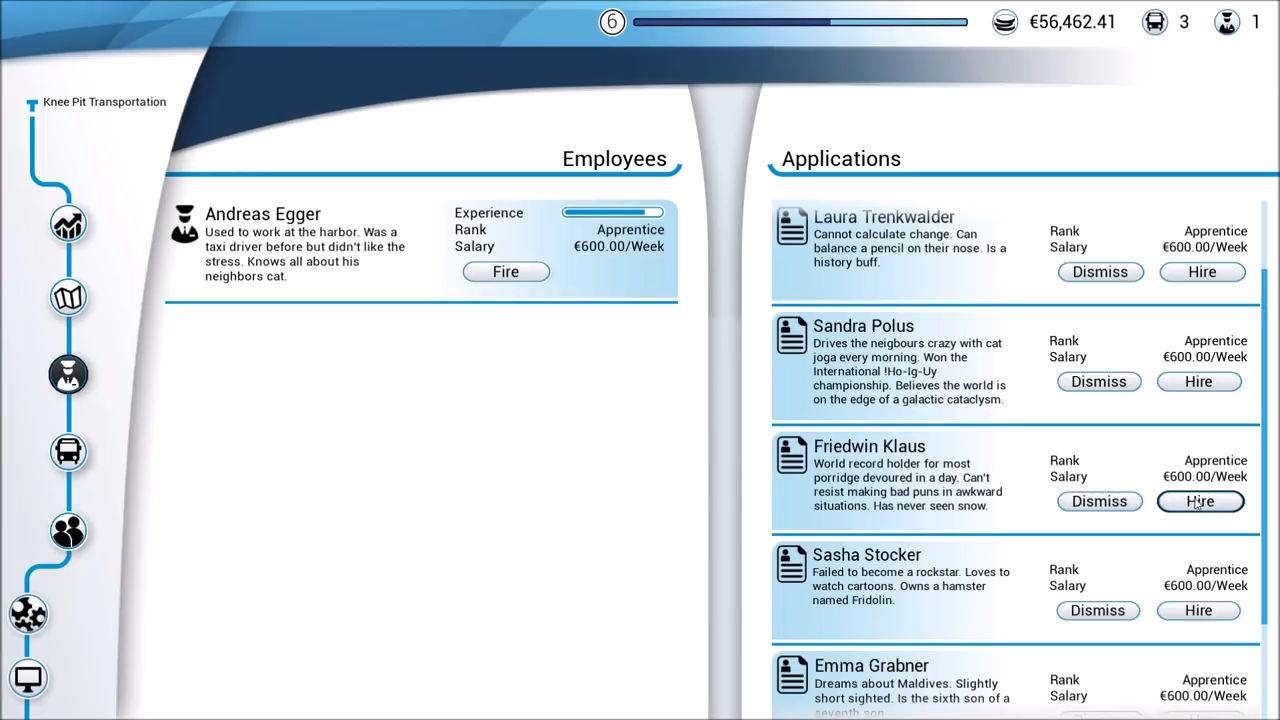 6
€56,462.41
3
1
Knee Pit Transportation
Employees
Andreas Egger
Used to work at the harbor. Was a
taxi driver before but didn't like the
stress. Knows all about his
neighbors cat.
Experience
Rank Apprentice
Salary €600.00/Week
Fire
Applications
Laura Trenkwalder
Cannot calculate change. Can
balance a pencil on their nose. Is a
history buff.
Rank Apprentice
Salary €600.00/Week
Dismiss Hire
Sandra Polus
Drives the neigbours crazy with cat
joga every morning. Won the
International !Ho-Ig-Uy
championship. Believes the world is
on the edge of a galactic cataclysm.
Rank Apprentice
Salary €600.00/Week
Dismiss Hire
Friedwin Klaus
World record holder for most
porridge devoured in a day. Can't
resist making bad puns in awkward
situations. Has never seen snow.
Rank Apprentice
Salary €600.00/Week
Dismiss Hire
Sasha Stocker
Failed to become a rockstar. Loves to
watch cartoons. Owns a hamster
named Fridolin.
Rank Apprentice
Salary €600.00/Week
Dismiss Hire
Emma Grabner
Dreams about Maldives. Slightly
short sighted. Is the sixth son of a
seventh son
Rank Apprentice
Salary €600.00/Week